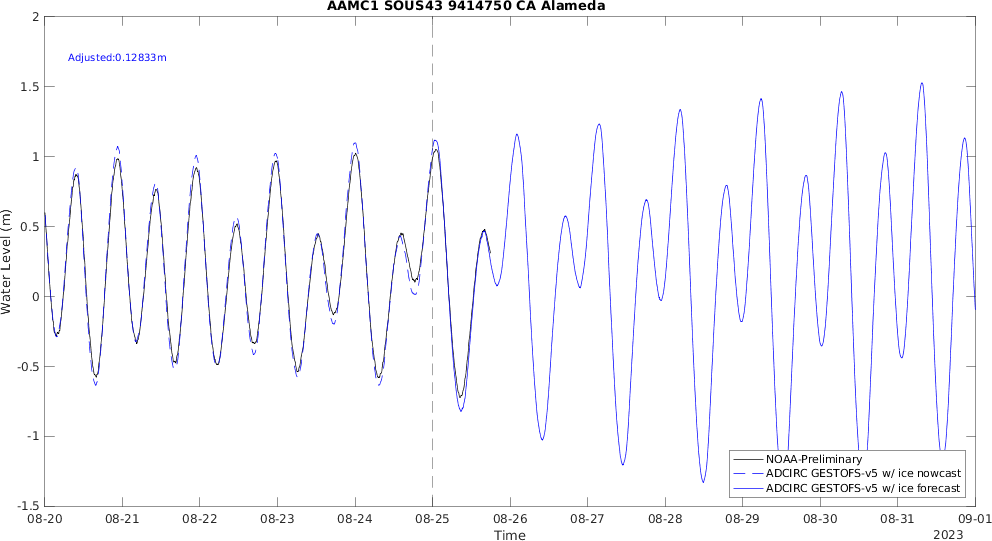 AAMC1 SOUS43 9414750 CA Alameda
Adjusted:0.12833m
Water Level (m)
2
1.5
1
0.5
0
-0.5
-1
-1.5
NOAA-Preliminary
ADCIRC GESTOFS-v5 w/ ice nowcast
ADCIRC GESTOFS-v5 w/ ice forecast
08-20 08-21 08-22 08-23 08-24 08-25 08-26 08-27 08-28 08-29 08-30 08-31 09-01
Time
2023